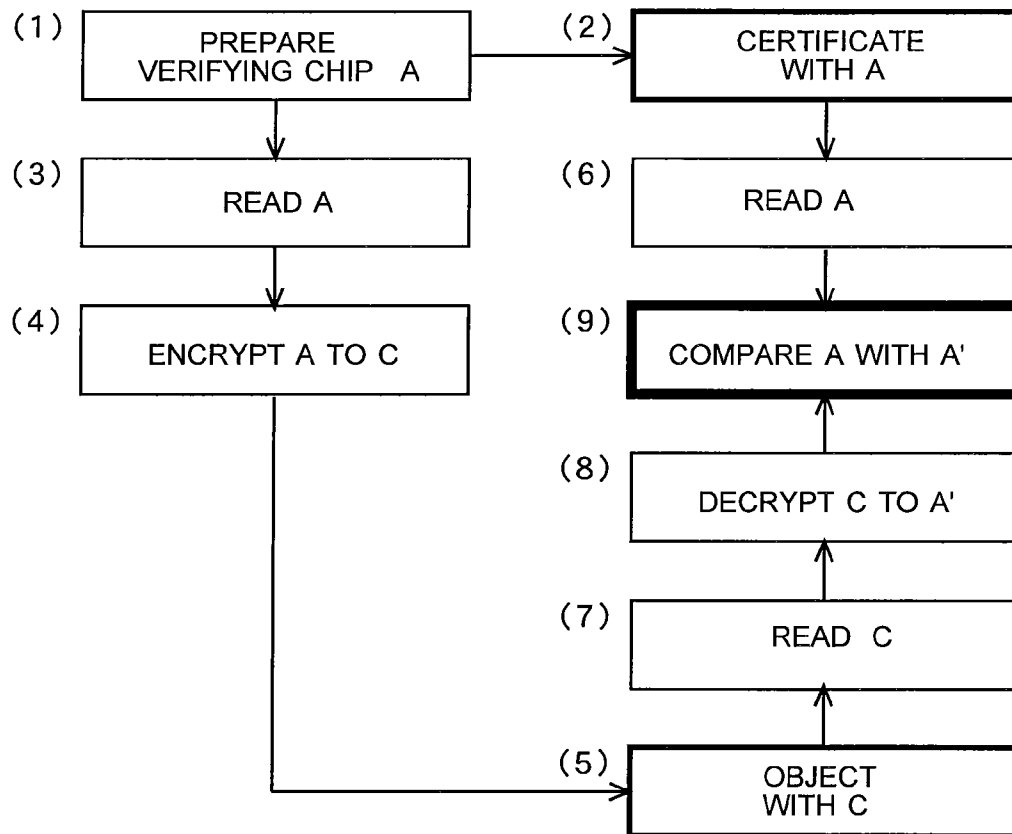 (1)
PREPARE
VERIFYING CHIP A
(2)
CERTIFICATE
WITH A
(3)
READ A
(6)
READ A
(4)
ENCRYPT A TO C
(9)
COMPARE A WITH A'
(8)
DECRYPT C TO A'
(7)
READ C
(5)
OBJECT
WITH C